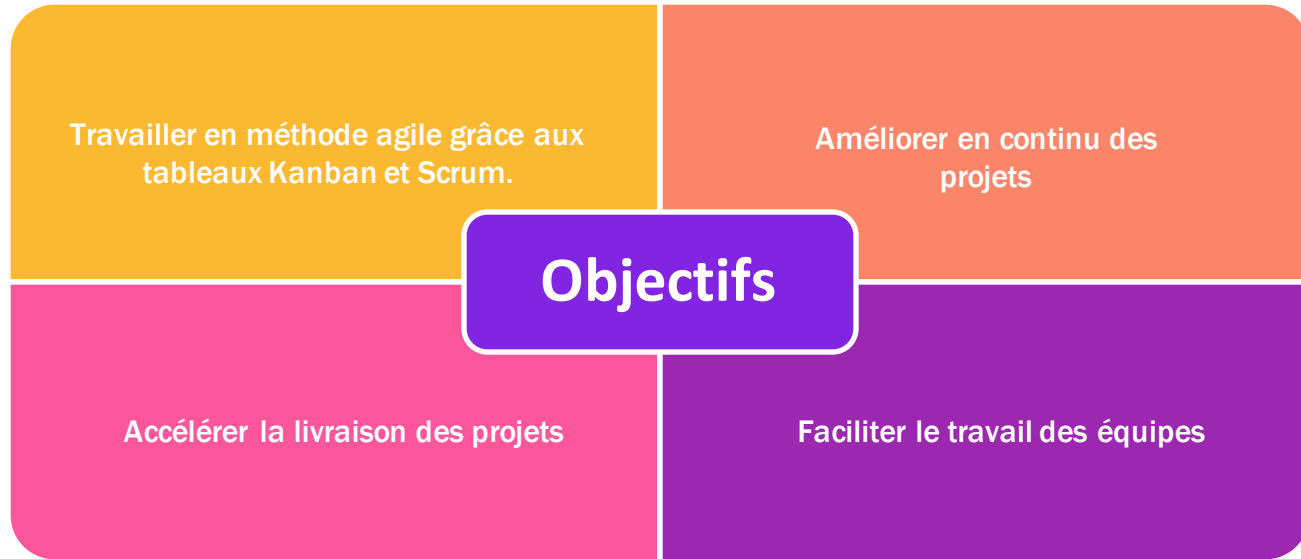 Travailler en méthode agile grâce aux
tableaux Kanban et Scrum.
Améliorer en continu des
projets
Objectifs
Accélérer la livraison des projets
Faciliter le travail des équipes